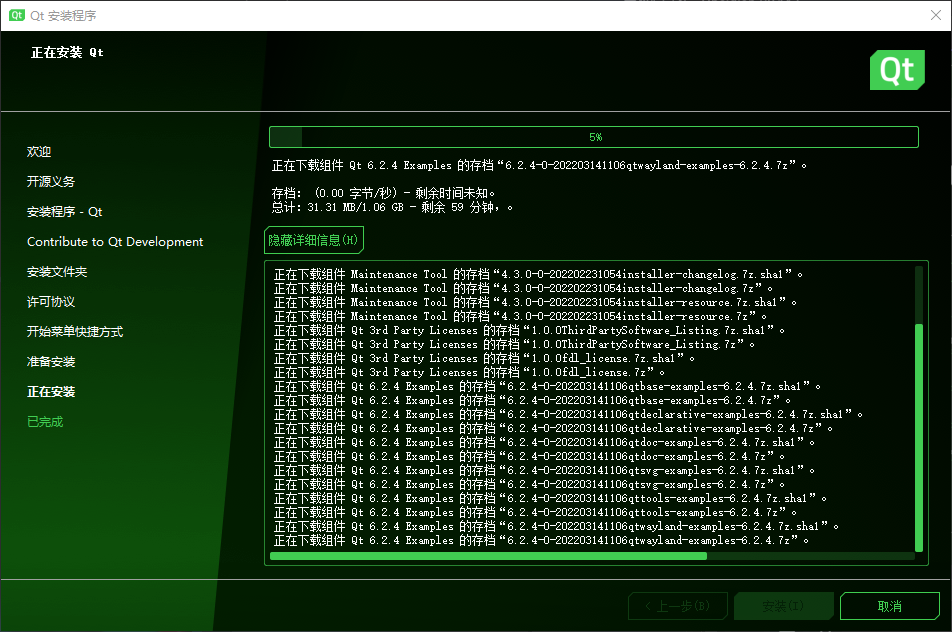 Qt Qt 安装程序
正在安装 Qt
Qt
欢迎
开源义务
安装程序 - Qt
Contribute to Qt Development
安装文件夹
许可协议
开始菜单快捷方式
准备安装
正在安装
已完成
5%
正在下载组件 Qt 6.2.4 Examples 的存档“6.2.4-0-202203141106qtwayland-examples-6.2.4.7z”。
存档: (0.00 字节/秒) - 剩余时间未知。
总计: 31.31 MB/1.06 GB - 剩余 59 分钟，。
隐藏详细信息(H)
正在下载组件 Maintenance Tool 的存档“4.3.0-0-202202231054installer-changelog.7z.sha1”。
正在下载组件 Maintenance Tool 的存档“4.3.0-0-202202231054installer-changelog.7z”。
正在下载组件 Maintenance Tool 的存档“4.3.0-0-202202231054installer-resource.7z.sha1”。
正在下载组件 Maintenance Tool 的存档“4.3.0-0-202202231054installer-resource.7z”。
正在下载组件 Qt 3rd Party Licenses 的存档“1.0.0ThirdPartySoftware_Listing.7z.sha1”。
正在下载组件 Qt 3rd Party Licenses 的存档“1.0.0ThirdPartySoftware_Listing.7z”。
正在下载组件 Qt 3rd Party Licenses 的存档“1.0.0fdl_license.7z.sha1”。
正在下载组件 Qt 3rd Party Licenses 的存档“1.0.0fdl_license.7z”。
正在下载组件 Qt 6.2.4 Examples 的存档“6.2.4-0-202203141106qtbase-examples-6.2.4.7z.sha1”。
正在下载组件 Qt 6.2.4 Examples 的存档“6.2.4-0-202203141106qtbase-examples-6.2.4.7z”。
正在下载组件 Qt 6.2.4 Examples 的存档“6.2.4-0-202203141106qtdeclarative-examples-6.2.4.7z.sha1”。
正在下载组件 Qt 6.2.4 Examples 的存档“6.2.4-0-202203141106qtdeclarative-examples-6.2.4.7z”。
正在下载组件 Qt 6.2.4 Examples 的存档“6.2.4-0-202203141106qtdoc-examples-6.2.4.7z.sha1”。
正在下载组件 Qt 6.2.4 Examples 的存档“6.2.4-0-202203141106qtdoc-examples-6.2.4.7z”。
正在下载组件 Qt 6.2.4 Examples 的存档“6.2.4-0-202203141106qtsvg-examples-6.2.4.7z.sha1”。
正在下载组件 Qt 6.2.4 Examples 的存档“6.2.4-0-202203141106qtsvg-examples-6.2.4.7z”。
正在下载组件 Qt 6.2.4 Examples 的存档“6.2.4-0-202203141106qttools-examples-6.2.4.7z.sha1”。
正在下载组件 Qt 6.2.4 Examples 的存档“6.2.4-0-202203141106qttools-examples-6.2.4.7z”。
正在下载组件 Qt 6.2.4 Examples 的存档“6.2.4-0-202203141106qtwayland-examples-6.2.4.7z.sha1”。
正在下载组件 Qt 6.2.4 Examples 的存档“6.2.4-0-202203141106qtwayland-examples-6.2.4.7z”。
< 上一步(B) 安装(I) 取消